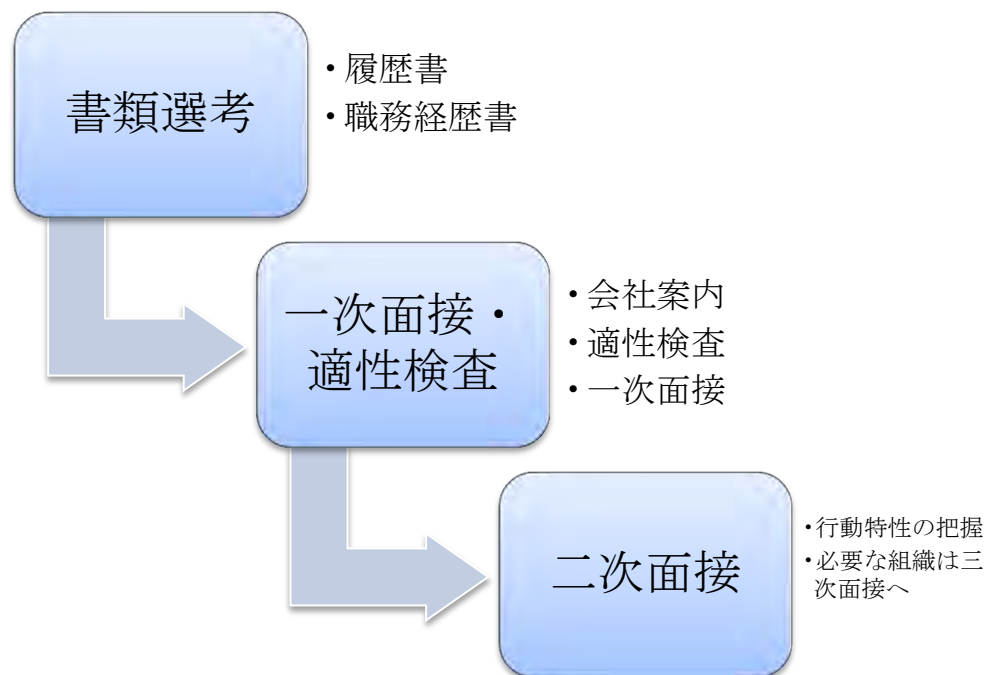 書類選考
・履歴書
・職務経歴書
一次面接・
適性検査
・会社案内
・適性検査
・一次面接
二次面接
・行動特性の把握
・必要な組織は三
次面接へ